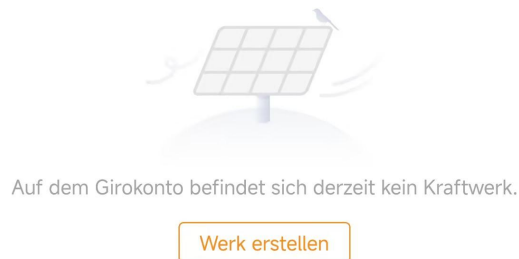 Auf dem Girokonto befindet sich derzeit kein Kraftwerk.
Werk erstellen